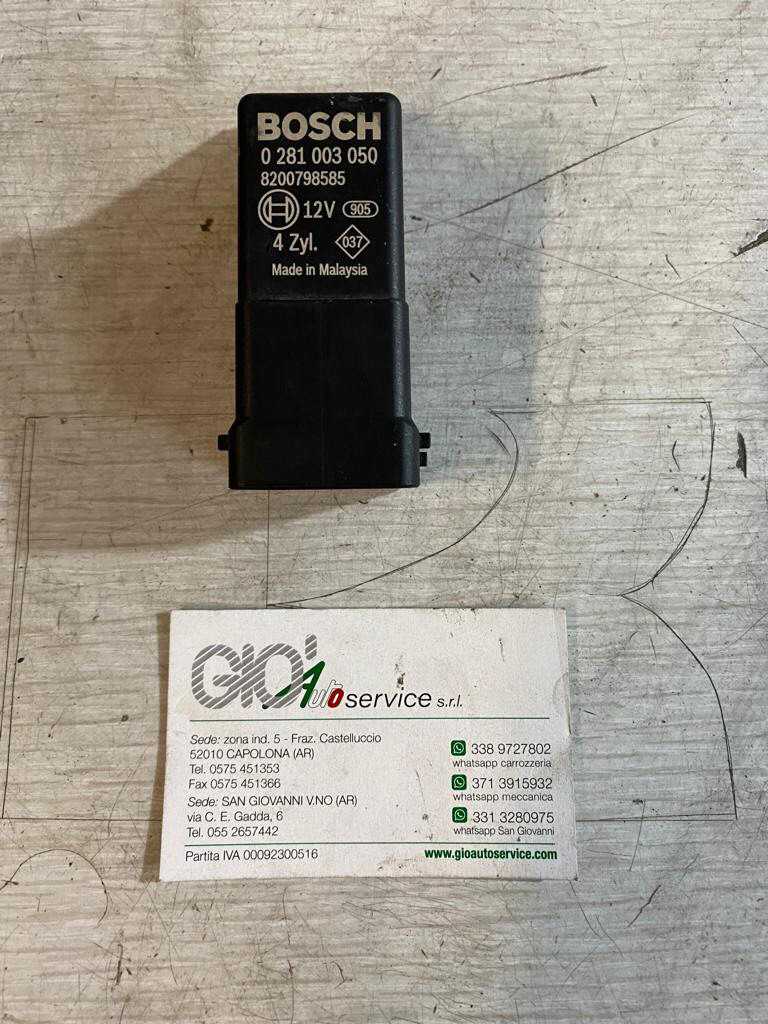 BOSCH
0 281 003 050
8200798585
12V 905
4 Zyl. 037
Made in Malaysia
GIO' Autoservice s.r.l.
Sede: zona ind. 5 - Fraz. Castelluccio
52010 CAPOLONA (AR)
Tel. 0575 451353
Fax 0575 451366
Sede: SAN GIOVANNI V.NO (AR)
via C. E. Gadda, 6
Tel. 055 2657442
338 9727802
whatsapp carrozzeria
371 3915932
whatsapp meccanica
331 3280975
whatsapp San Giovanni
Partita IVA 00092300516
www.gioautoservice.com